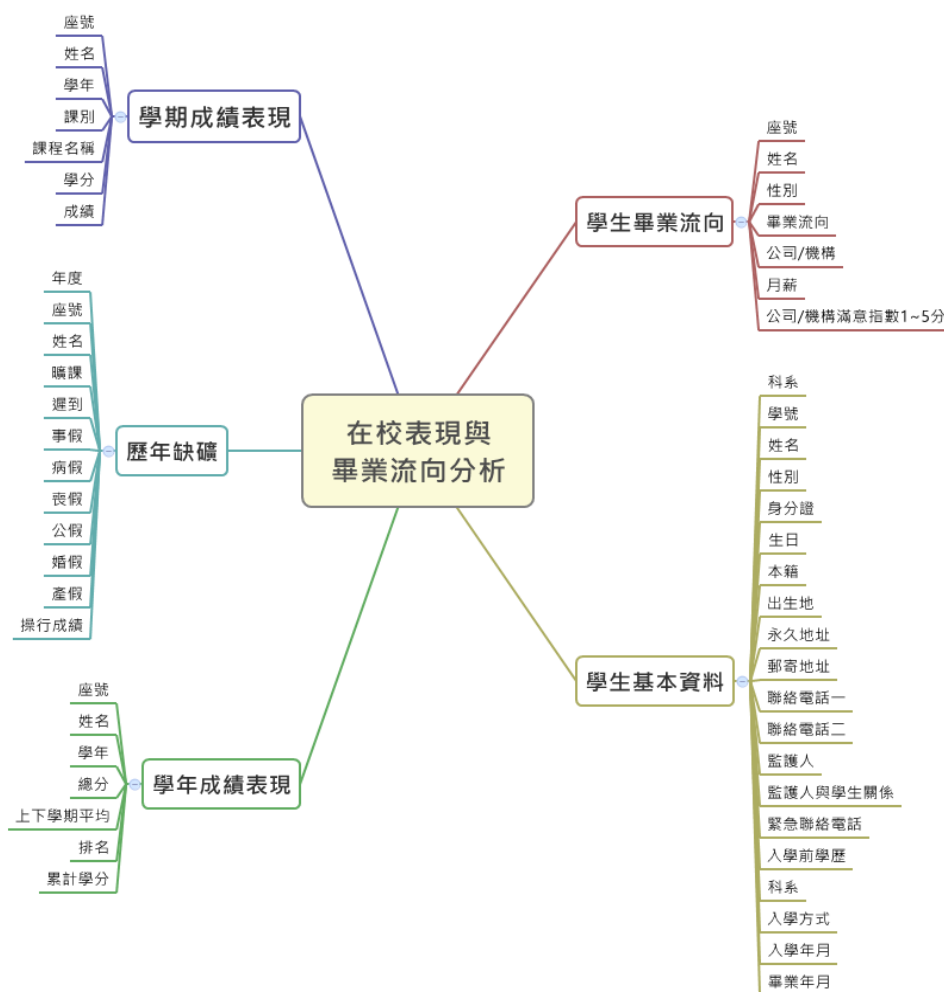 在校表現與
畢業流向分析
學期成績表現
座號
姓名
學年
課別
課程名稱
學分
成績
歷年缺礦
年度
座號
姓名
曠課
遲到
事假
病假
喪假
公假
婚假
產假
操行成績
學年成績表現
座號
姓名
學年
總分
上下學期平均
排名
累計學分
學生畢業流向
座號
姓名
性別
畢業流向
公司/機構
月薪
公司/機構滿意指數1~5分
學生基本資料
科系
學號
姓名
性別
身分證
生日
本籍
出生地
永久地址
郵寄地址
聯絡電話一
聯絡電話二
監護人
監護人與學生關係
緊急聯絡電話
入學前學歷
科系
入學方式
入學年月
畢業年月